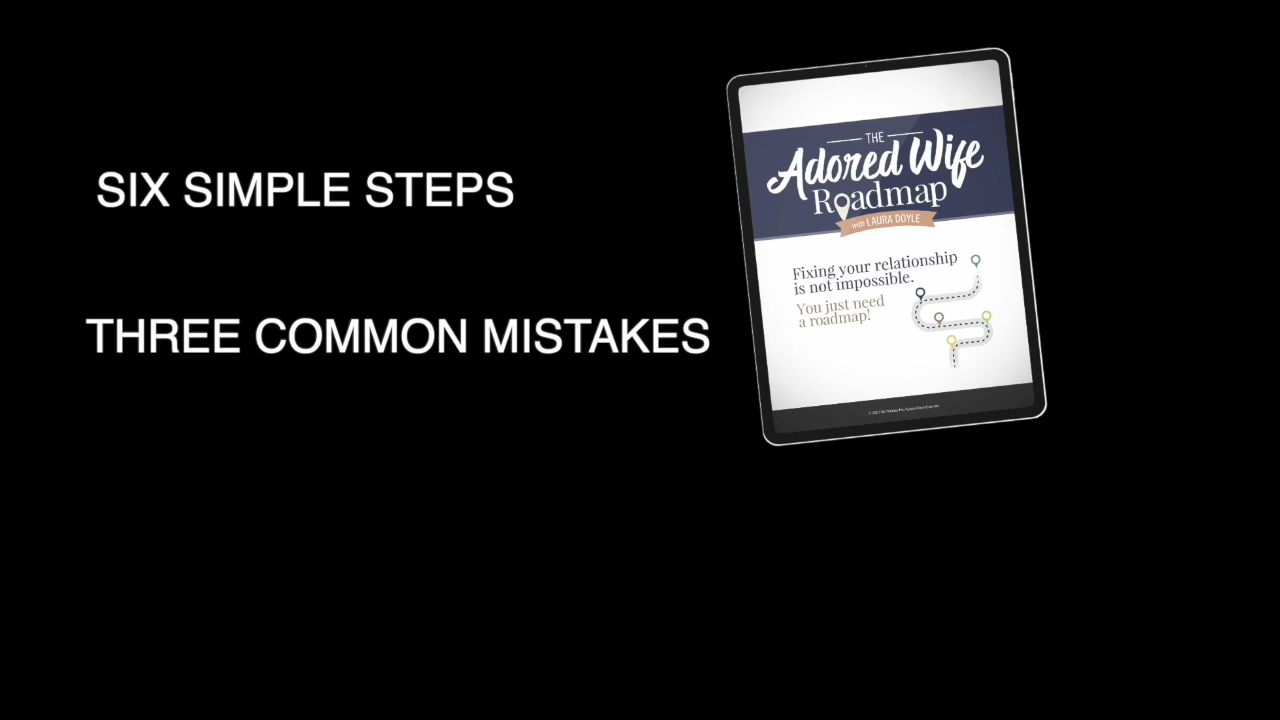 SIX SIMPLE STEPS
THREE COMMON MISTAKES
THE
Adored Wife
Roadmap
with LAURA DOYLE
Fixing your relationship
is not impossible.
You just need
a roadmap!